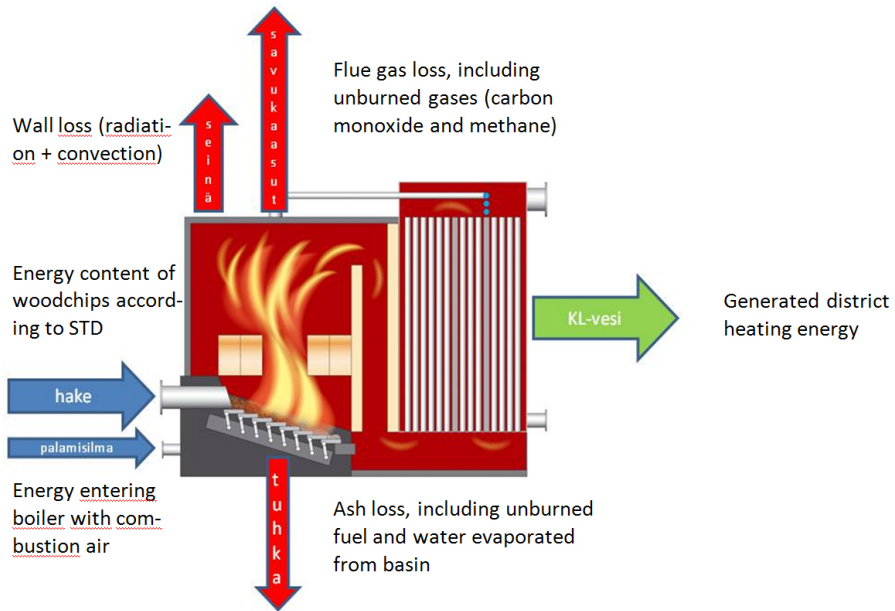 Flue gas loss, including
unburned gases (carbon
monoxide and methane)
savukaasut
Wall loss (radiati-
on + convection)
seinä
Energy content of
woodchips accord-
ing to STD
hake
palamisilma
Energy entering
boiler with com-
bustion air
KL-vesi
Generated district
heating energy
tuhka
Ash loss, including unburned
fuel and water evaporated
from basin